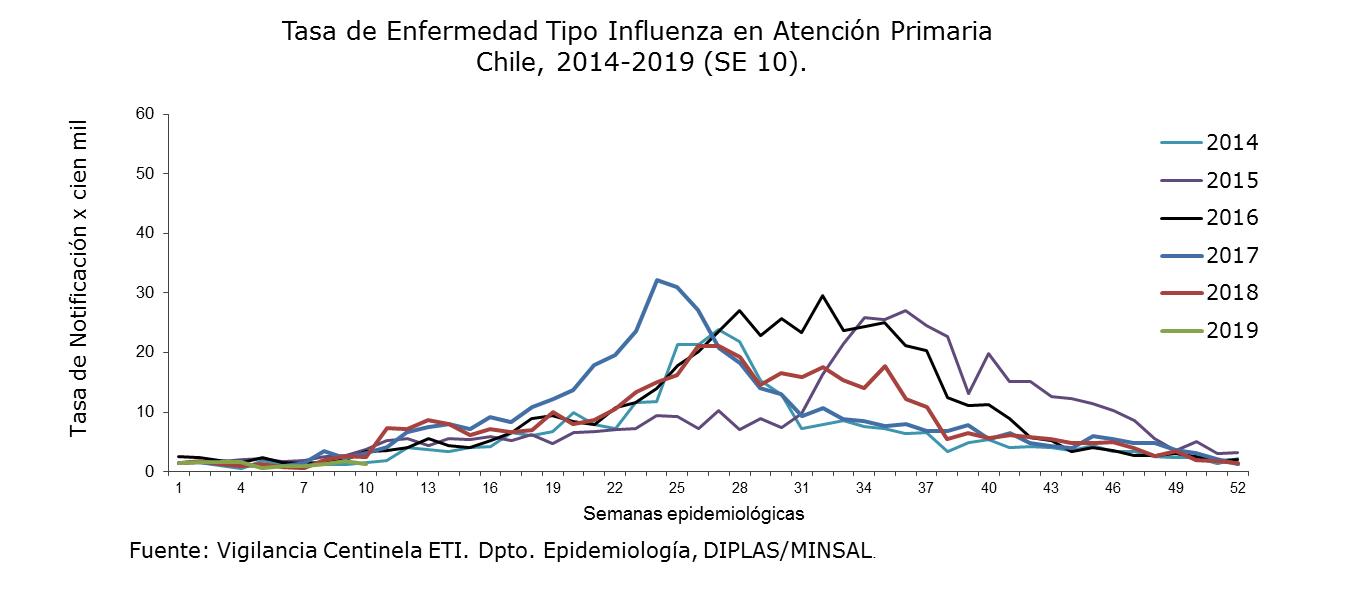 Tasa de Enfermedad Tipo Influenza en Atención Primaria
Chile, 2014-2019 (SE 10).
Tasa de Notificación x cien mil
60
50
40
30
20
10
0
2014
2015
2016
2017
2018
2019
1 4 7 10 13 16 19 22 25 28 31 34 37 40 43 46 49 52
Semanas epidemiológicas
Fuente: Vigilancia Centinela ETI. Dpto. Epidemiología, DIPLAS/MINSAL.